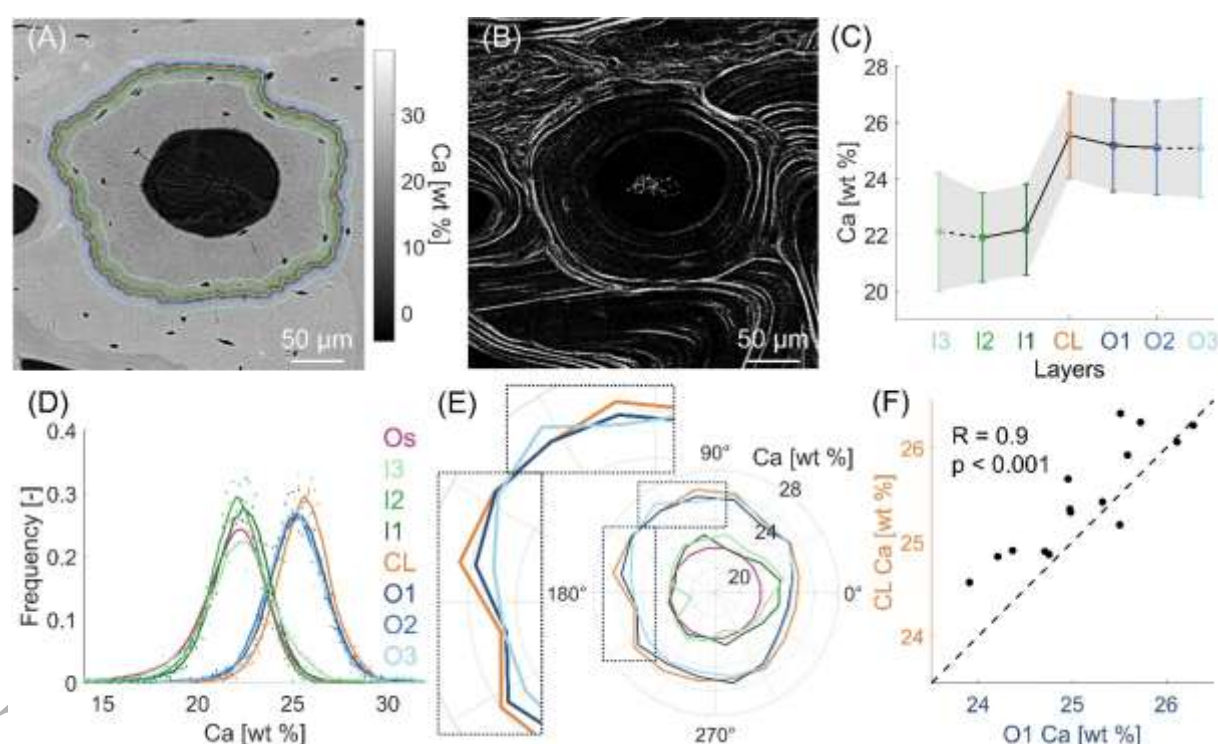 (A)
30
20
10
0
Ca [wt %]
50 µm
(B)
50 µm
(C)
28
26
24
22
20
Ca [wt %]
I3 I2 I1 CL O1 O2 O3
Layers
(D)
0.4
0.3
0.2
0.1
0
Frequency [-]
15 20 25 30
Ca [wt %]
Os
I3
I2
I1
CL
O1
O2
O3
(E)
90°
Ca [wt %]
28
24
20
180°
0°
270°
(F)
R = 0.9
p < 0.001
26
25
24
CL Ca [wt %]
24 25 26
O1 Ca [wt %]